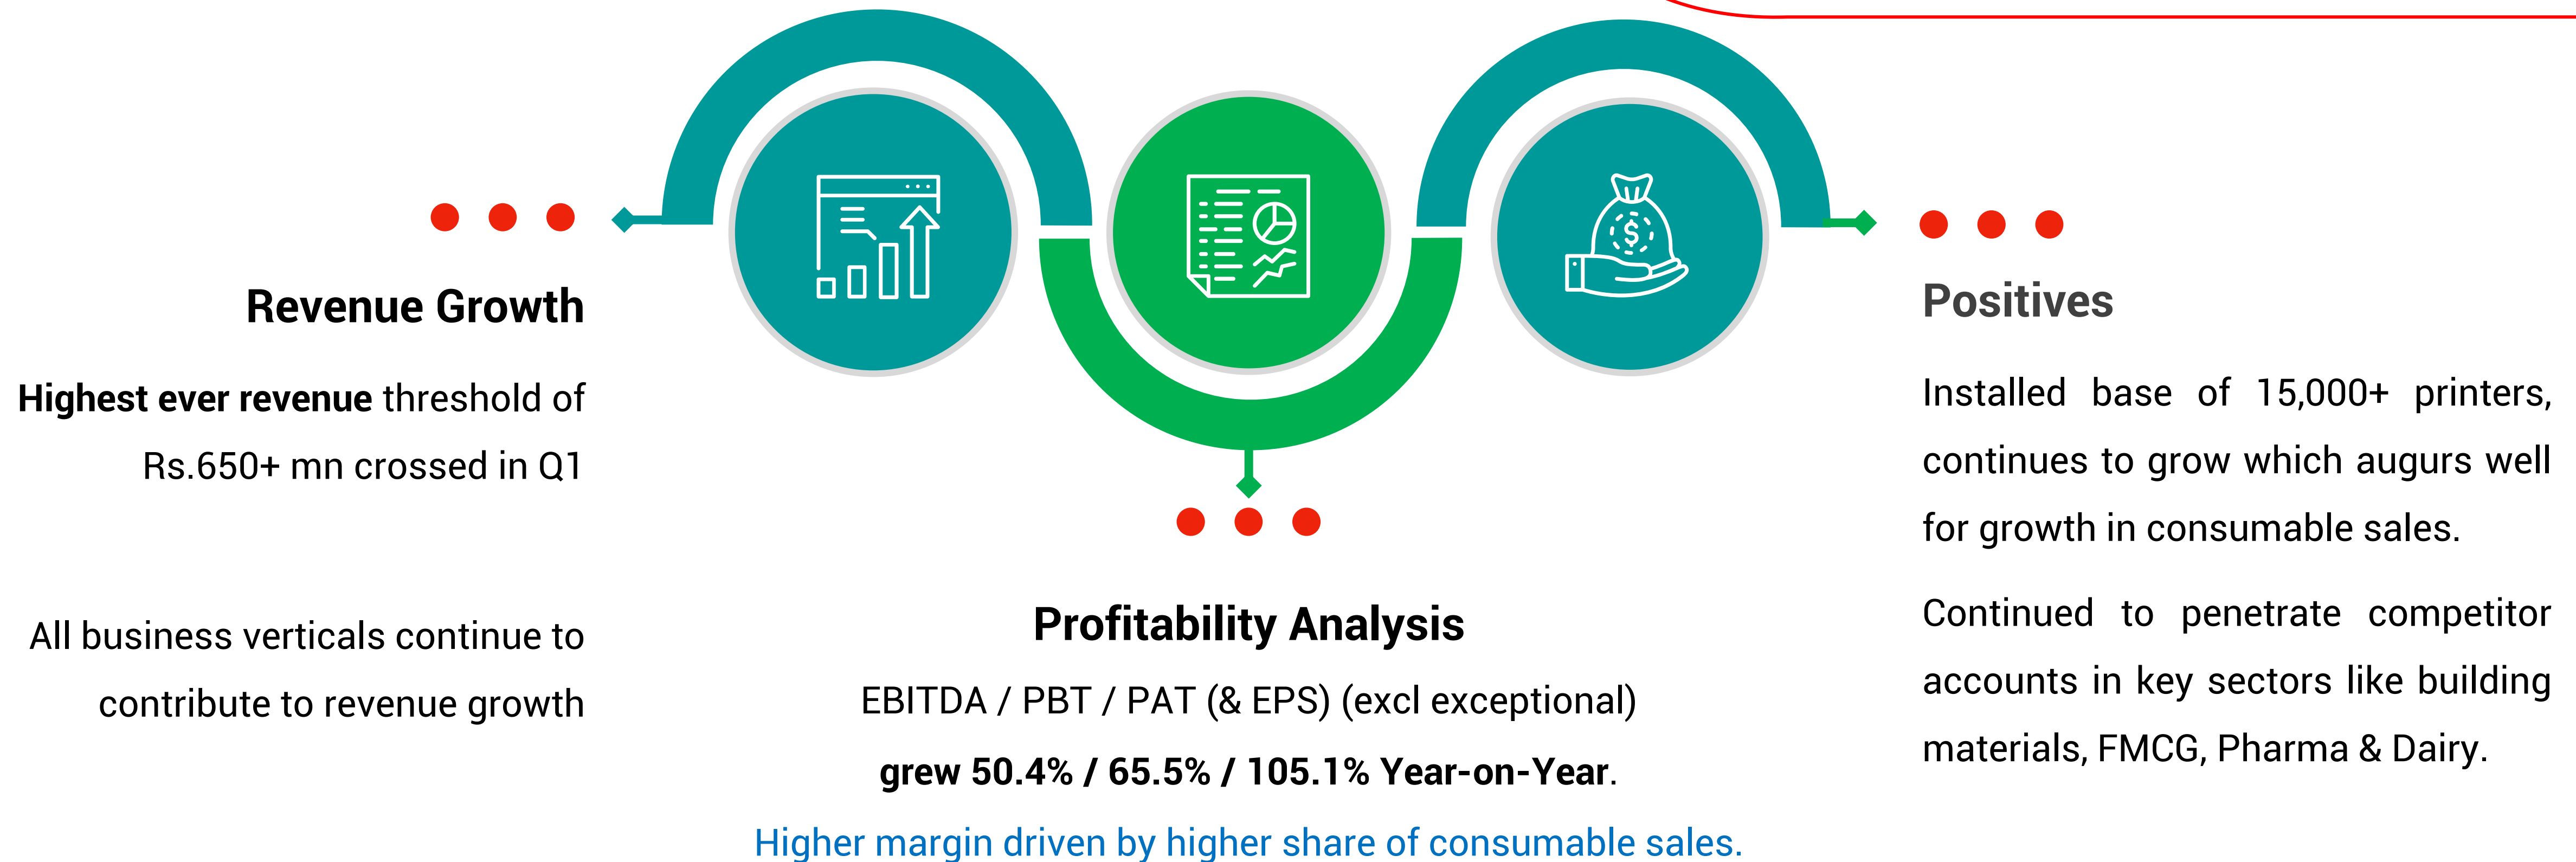 Revenue Growth
Highest ever revenue threshold of
Rs.650+ mn crossed in Q1
All business verticals continue to
contribute to revenue growth
Profitability Analysis
EBITDA / PBT / PAT (& EPS) (excl exceptional)
grew 50.4% / 65.5% / 105.1% Year-on-Year.
Higher margin driven by higher share of consumable sales.
Positives
Installed base of 15,000+ printers,
continues to grow which augurs well
for growth in consumable sales.
Continued to penetrate competitor
accounts in key sectors like building
materials, FMCG, Pharma & Dairy.
$